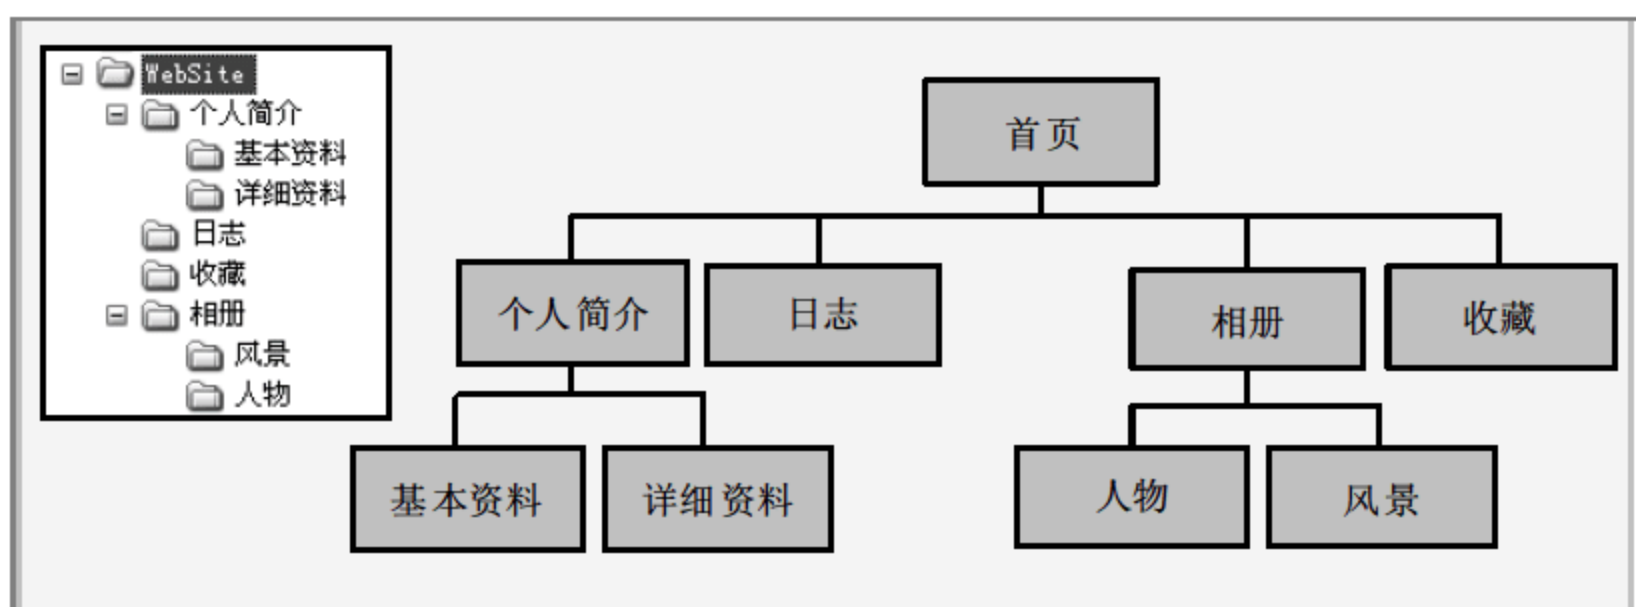 WebSite
个人简介
基本资料
详细资料
日志
收藏
相册
风景
人物
首页
个人简介
日志
相册
收藏
基本资料
详细资料
人物
风景